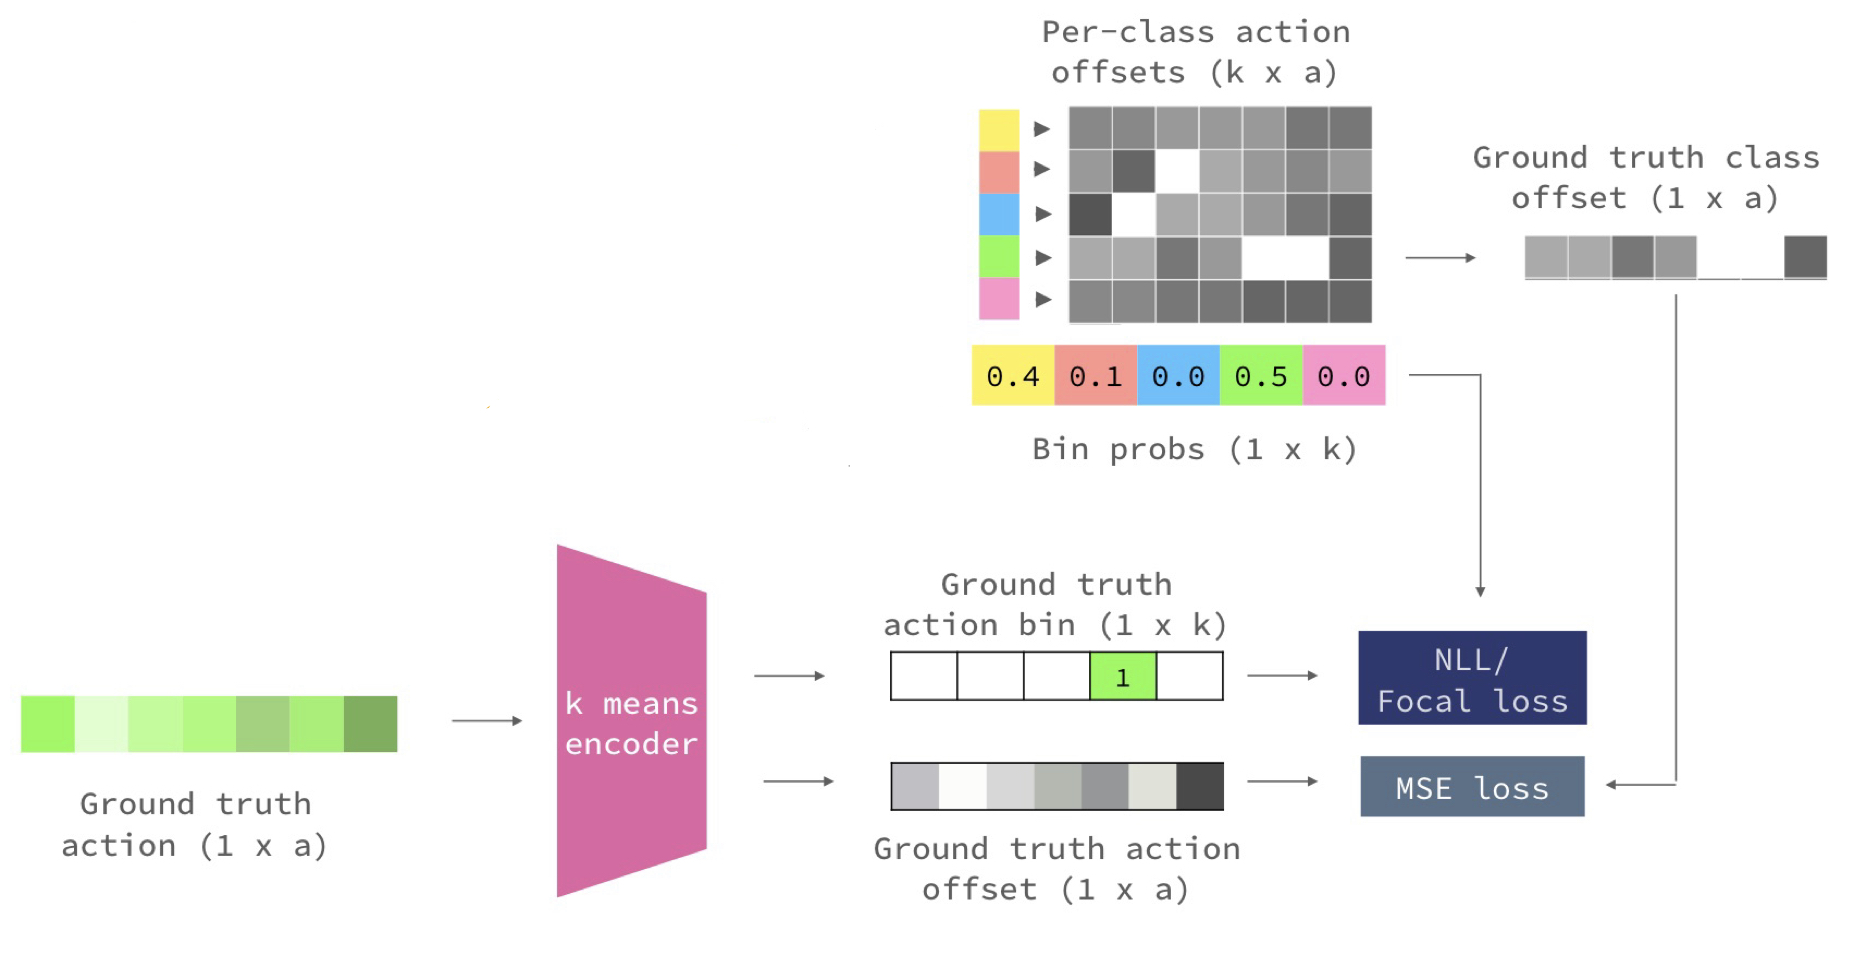 Per-class action
offsets (k x a)
Ground truth class
offset (1 x a)
0.4 0.1 0.0 0.5 0.0
Bin probs (1 x k)
Ground truth
action bin (1 x k)
1
NLL/
Focal loss
k means
encoder
MSE loss
Ground truth
action (1 x a)
Ground truth action
offset (1 x a)